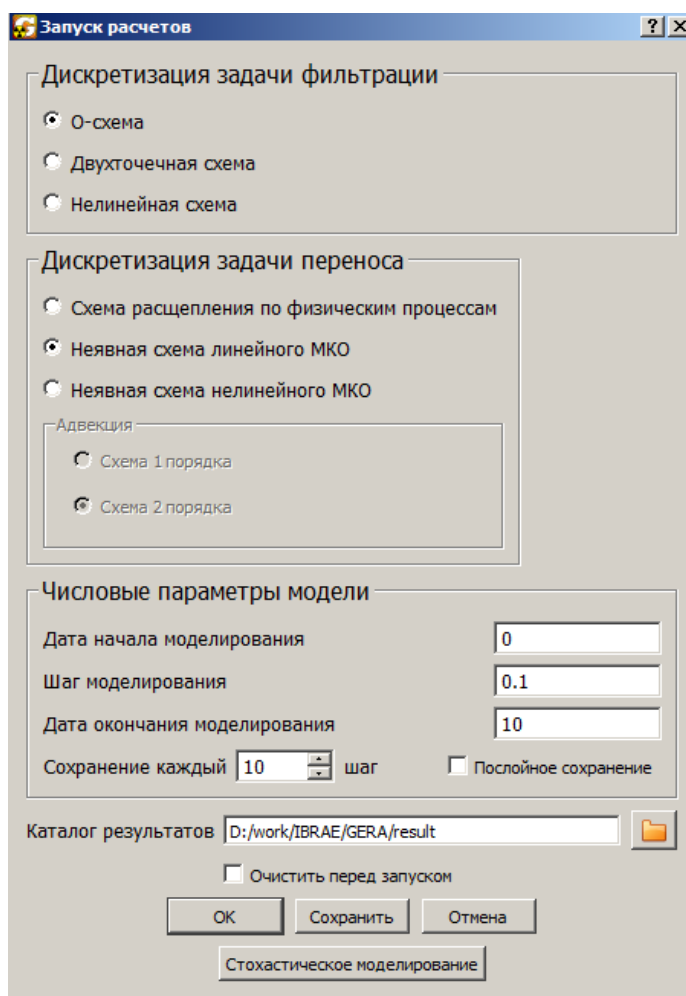 Запуск расчетов
Дискретизация задачи фильтрации
О-схема
Двухточечная схема
Нелинейная схема
Дискретизация задачи переноса
Схема расщепления по физическим процессам
Неявная схема линейного МКО
Неявная схема нелинейного МКО
Адвекция
Схема 1 порядка
Схема 2 порядка
Числовые параметры модели
Дата начала моделирования 0
Шаг моделирования 0.1
Дата окончания моделирования 10
Сохранение каждый 10 шаг Послойное сохранение
Каталог результатов D:/work/IBRAE/GERA/result
Очистить перед запуском
OK Сохранить Отмена
Стохастическое моделирование